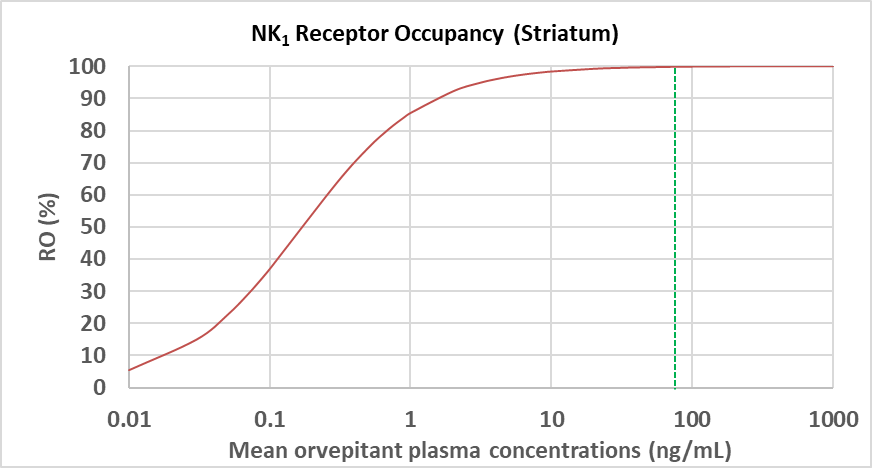 NK₁ Receptor Occupancy (Striatum)
100
90
80
70
60
50
40
30
20
10
0
RO (%)
0.01 0.1 1 10 100 1000
Mean orvepitant plasma concentrations (ng/mL)